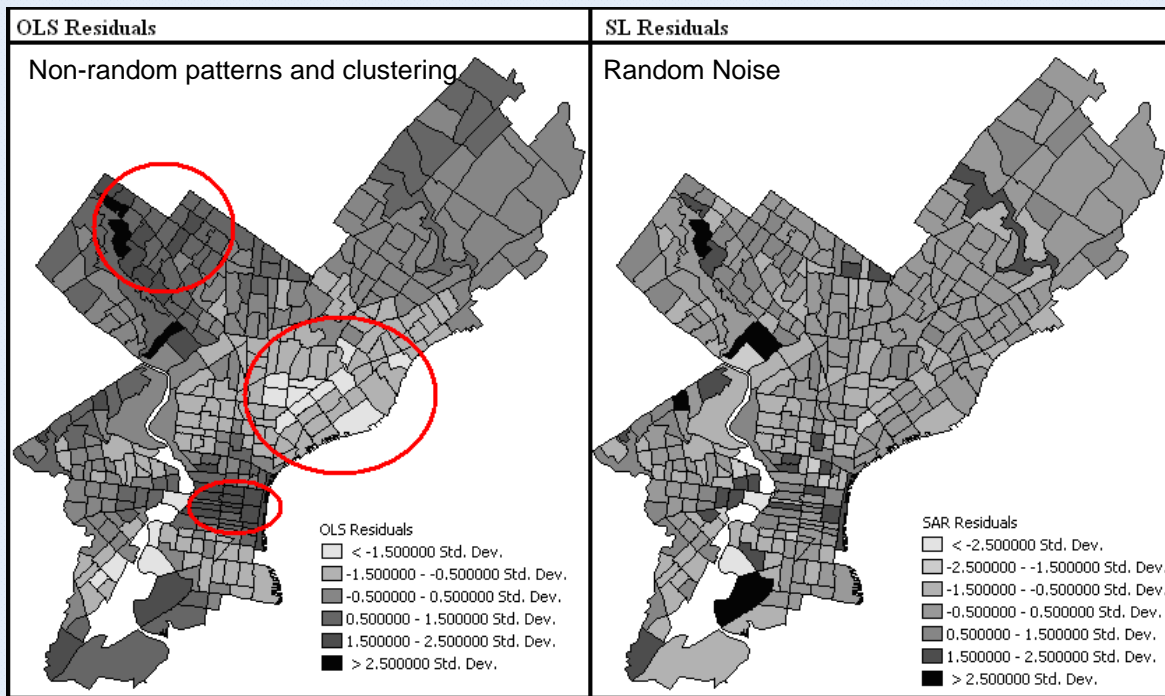 OLS Residuals
Non-random patterns and clustering
OLS Residuals
< -1.500000 Std. Dev.
-1.500000 - -0.500000 Std. Dev.
-0.500000 - 0.500000 Std. Dev.
0.500000 - 1.500000 Std. Dev.
1.500000 - 2.500000 Std. Dev.
> 2.500000 Std. Dev.
SL Residuals
Random Noise
SAR Residuals
< -2.500000 Std. Dev.
-2.500000 - -1.500000 Std. Dev.
-1.500000 - -0.500000 Std. Dev.
-0.500000 - 0.500000 Std. Dev.
0.500000 - 1.500000 Std. Dev.
1.500000 - 2.500000 Std. Dev.
> 2.500000 Std. Dev.